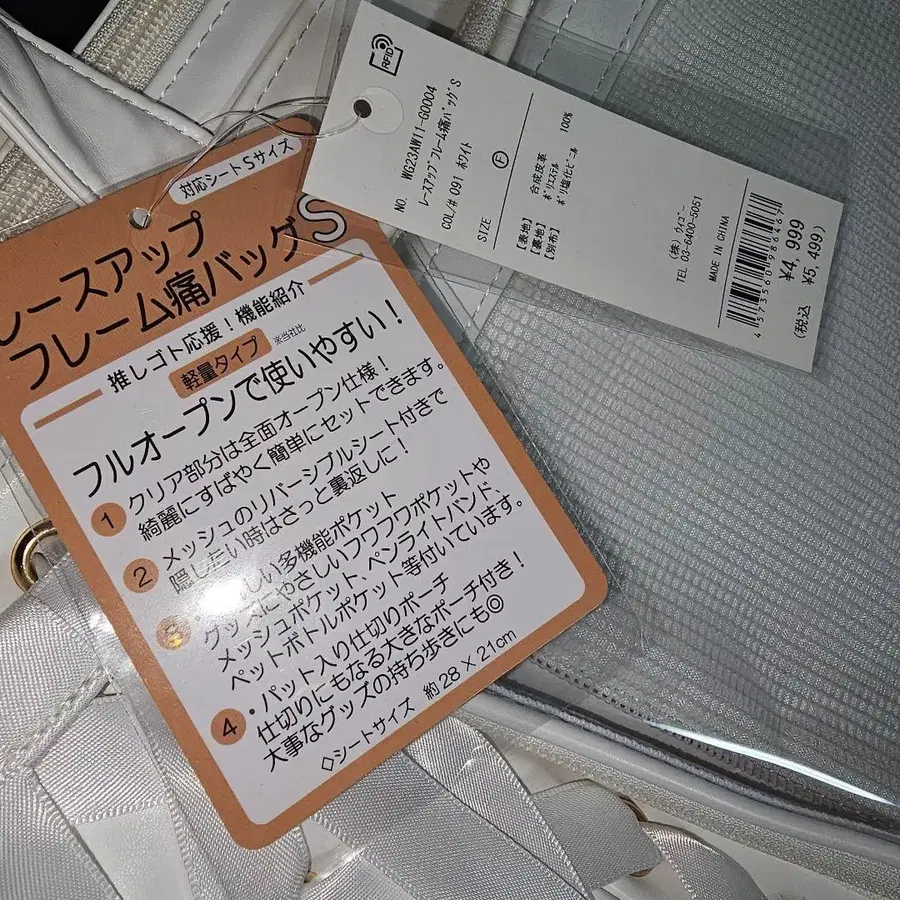 対応シートSサイズ
レースアップ
フレーム痛バッグS
推しゴト応援！機能紹介
軽量タイプ
※当社比
フルオープンで使いやすい！
1 クリア部分は全面オープン仕様！
綺麗にすばやく簡単にセットできます。
2 メッシュのリバーシブルシート付きで
隠したい時はさっと裏返しに！
しい多機能ポケット
グッズにやさしいフワフワポケットや
メッシュポケット、ペンライトバンド、
ペットボトルポケット等付いています。
4 ・パット入り仕切りポーチ
仕切りにもなる大きなポーチ付き！
大事なグッズの持ち歩きにも◎
◇シートサイズ 約28×21cm
RFID
NO. WG23AW11-G0004
レースアップフレーム痛バッグS
COL/# 091 ホワイト
SIZE F
【表地】 合成皮革 100%
【裏地】 ポリエステル
【別布】 ポリ塩化ビニル
(株) ウィゴー
TEL 03-6400-5051
MADE IN CHINA
4 573560 986467
¥4,999
(税込 ¥5,499)